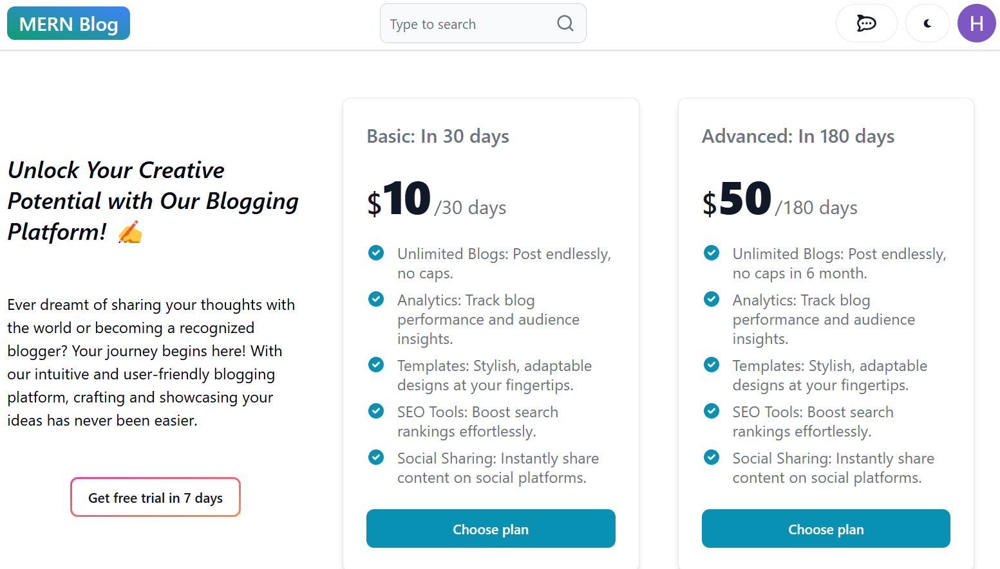 MERN Blog
Type to search
H
Unlock Your Creative
Potential with Our Blogging
Platform! ✍️
Ever dreamt of sharing your thoughts with
the world or becoming a recognized
blogger? Your journey begins here! With
our intuitive and user-friendly blogging
platform, crafting and showcasing your
ideas has never been easier.
Get free trial in 7 days
Basic: In 30 days
$10/30 days
Unlimited Blogs: Post endlessly,
no caps.
Analytics: Track blog
performance and audience
insights.
Templates: Stylish, adaptable
designs at your fingertips.
SEO Tools: Boost search
rankings effortlessly.
Social Sharing: Instantly share
content on social platforms.
Choose plan
Advanced: In 180 days
$50/180 days
Unlimited Blogs: Post endlessly,
no caps in 6 month.
Analytics: Track blog
performance and audience
insights.
Templates: Stylish, adaptable
designs at your fingertips.
SEO Tools: Boost search
rankings effortlessly.
Social Sharing: Instantly share
content on social platforms.
Choose plan